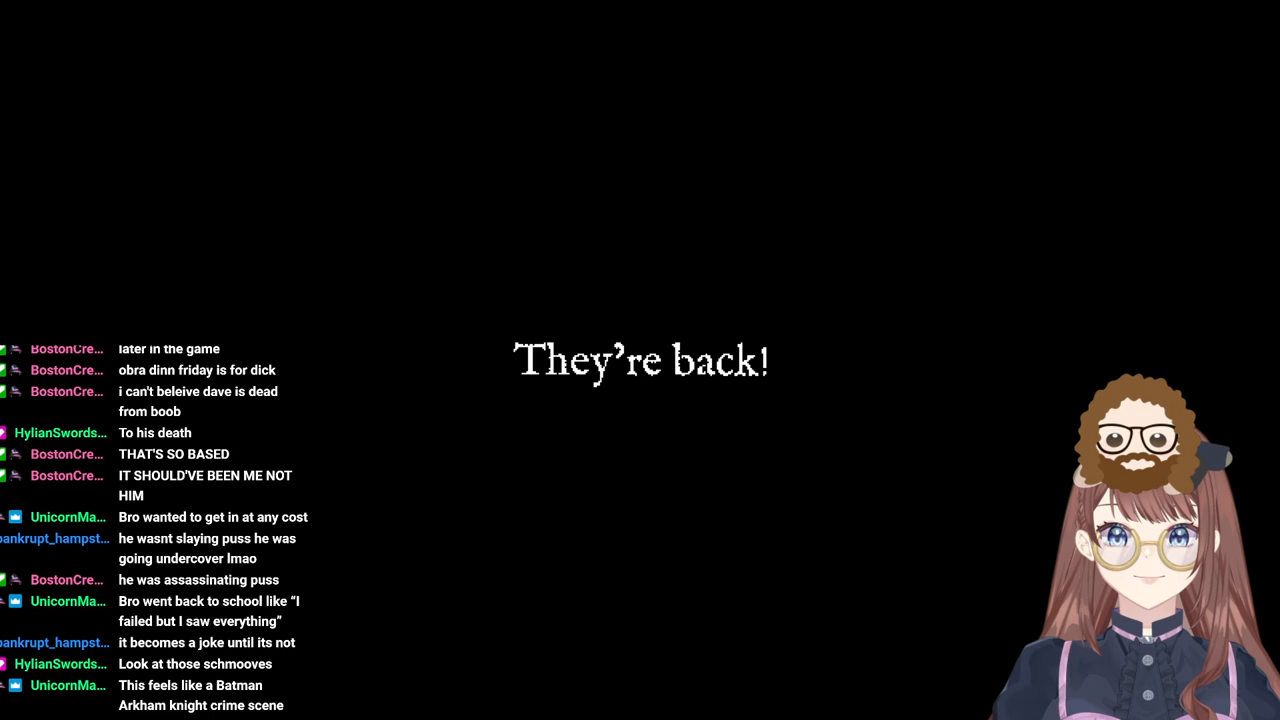 They're back!
BostonCre... later in the game
BostonCre... obra dinn friday is for dick
BostonCre... i can't beleive dave is dead
from boob
HylianSwords... To his death
BostonCre... THAT'S SO BASED
BostonCre... IT SHOULD'VE BEEN ME NOT
HIM
UnicornMa... Bro wanted to get in at any cost
bankrupt_hampst... he wasnt slaying puss he was
going undercover lmao
BostonCre... he was assassinating puss
UnicornMa... Bro went back to school like “I
failed but I saw everything”
bankrupt_hampst... it becomes a joke until its not
HylianSwords... Look at those schmooves
UnicornMa... This feels like a Batman
Arkham knight crime scene